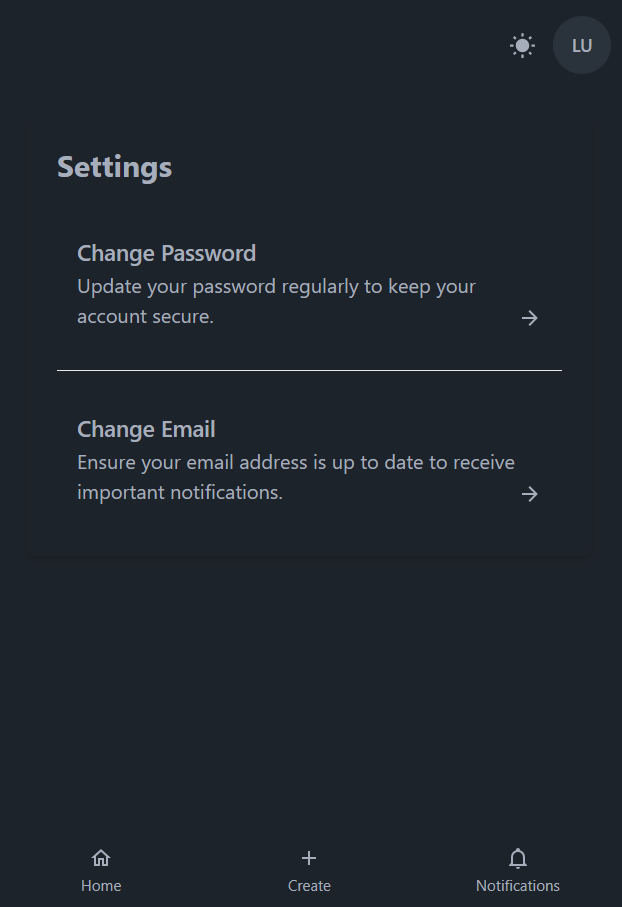 LU
Settings
Change Password
Update your password regularly to keep your
account secure.
Change Email
Ensure your email address is up to date to receive
important notifications.
Home
Create
Notifications